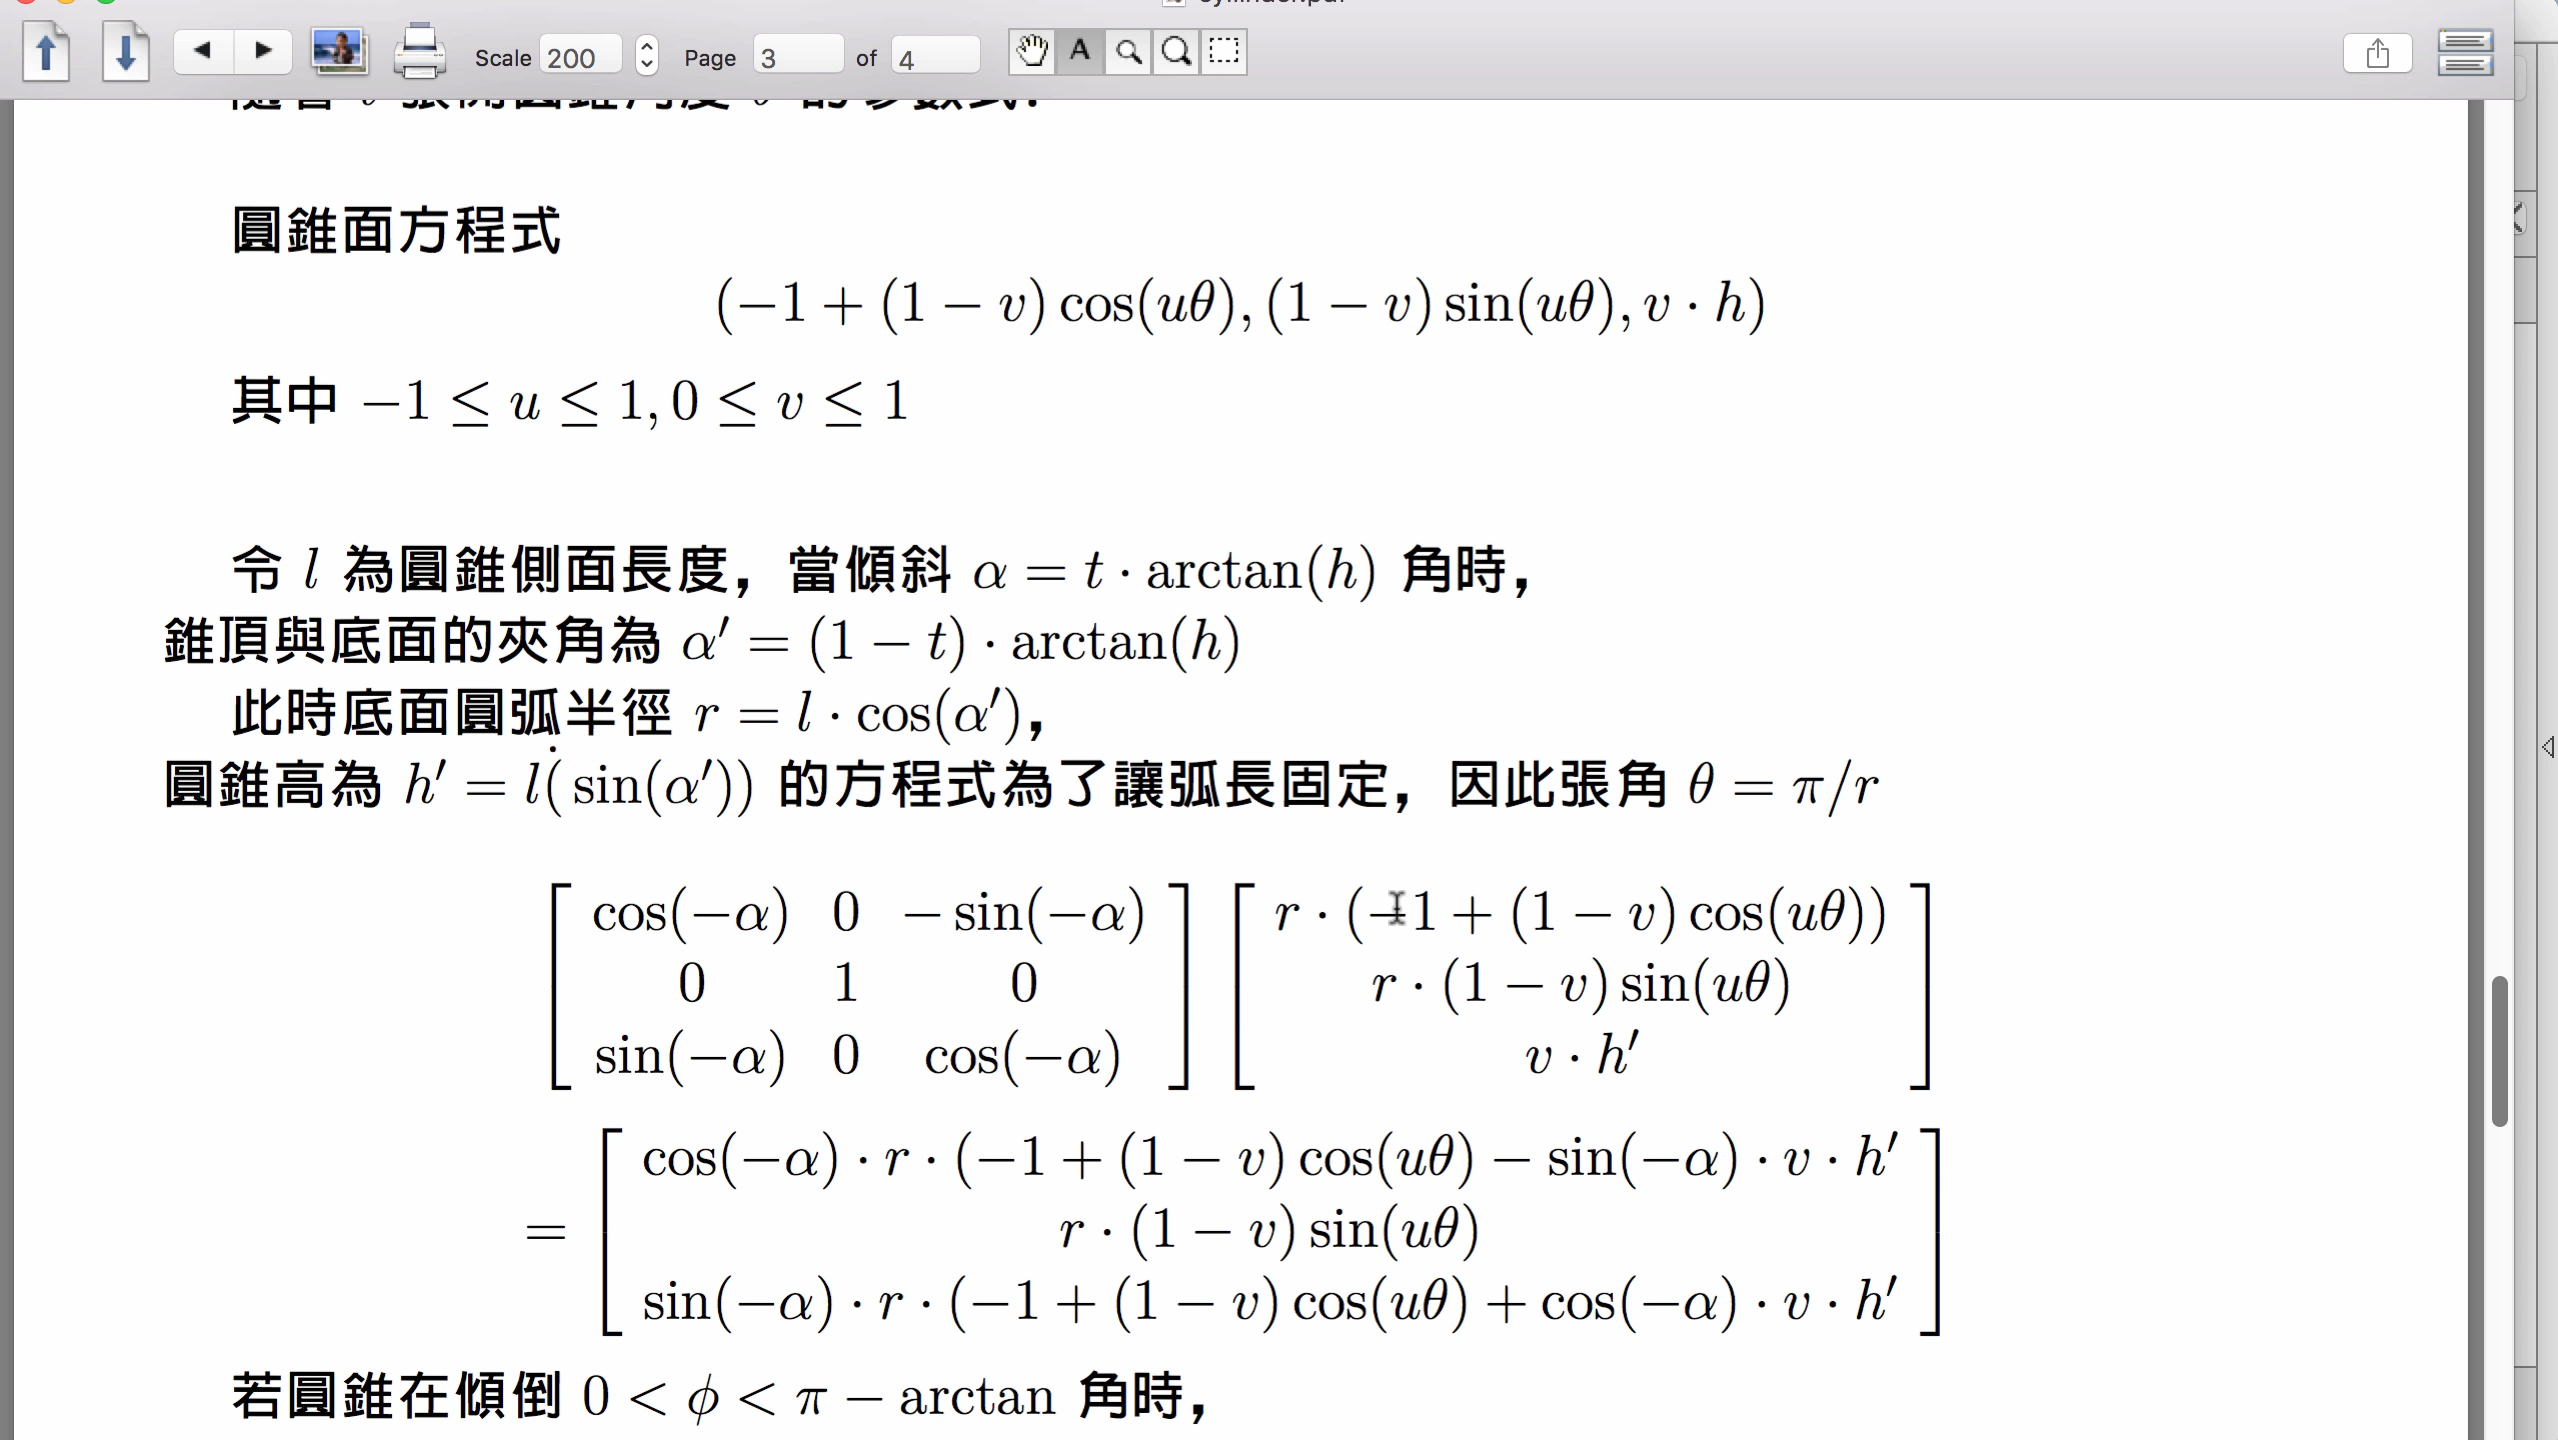 Scale 200 Page 3 of 4 A
的參數式:
圓錐面方程式
(−1 + (1 − v) cos(uθ), (1 − v) sin(uθ), v · h)
其中 −1 ≤ u ≤ 1, 0 ≤ v ≤ 1
令 l 為圓錐側面長度，當傾斜 α = t · arctan(h) 角時，
錐頂與底面的夾角為 α′ = (1 − t) · arctan(h)
此時底面圓弧半徑 r = l · cos(α′)，
圓錐高為 h′ = l(̇ sin(α′)) 的方程式為了讓弧長固定，因此張角 θ = π/r
cos(−α) 0 − sin(−α) r · (−1 + (1 − v) cos(uθ))
0 1 0 r · (1 − v) sin(uθ)
sin(−α) 0 cos(−α) v · h′
cos(−α) · r · (−1 + (1 − v) cos(uθ) − sin(−α) · v · h′
= r · (1 − v) sin(uθ)
sin(−α) · r · (−1 + (1 − v) cos(uθ) + cos(−α) · v · h′
若圓錐在傾倒 0 < ϕ < π − arctan 角時，